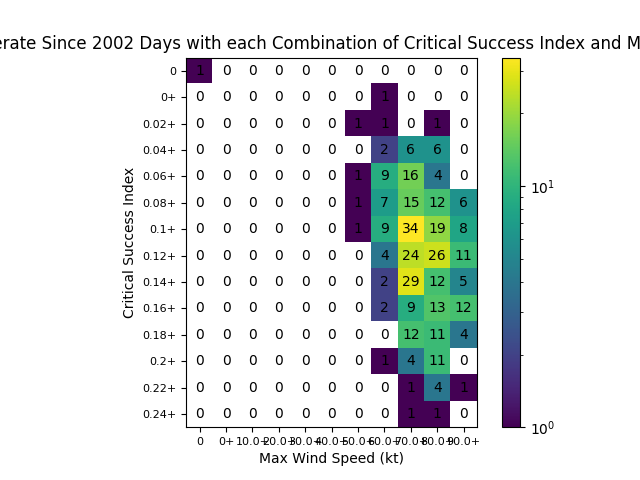 erate Since 2002 Days with each Combination of Critical Success Index and M
0 1 0 0 0 0 0 0 0 0 0 0
0+ 0 0 0 0 0 0 0 1 0 0 0
0.02+ 0 0 0 0 0 0 1 1 0 1 0
0.04+ 0 0 0 0 0 0 0 2 6 6 0
0.06+ 0 0 0 0 0 0 1 9 16 4 0
0.08+ 0 0 0 0 0 0 1 7 15 12 6
0.1+ 0 0 0 0 0 0 1 9 34 19 8
0.12+ 0 0 0 0 0 0 0 4 24 26 11
0.14+ 0 0 0 0 0 0 0 2 29 12 5
0.16+ 0 0 0 0 0 0 0 2 9 13 12
0.18+ 0 0 0 0 0 0 0 0 12 11 4
0.2+ 0 0 0 0 0 0 0 1 4 11 0
0.22+ 0 0 0 0 0 0 0 0 1 4 1
0.24+ 0 0 0 0 0 0 0 0 1 1 0
0 0+ 10.0+ 20.0+ 30.0+ 40.0+ 50.0+ 60.0+ 70.0+ 80.0+ 90.0+
Max Wind Speed (kt)
Critical Success Index
10¹
10⁰